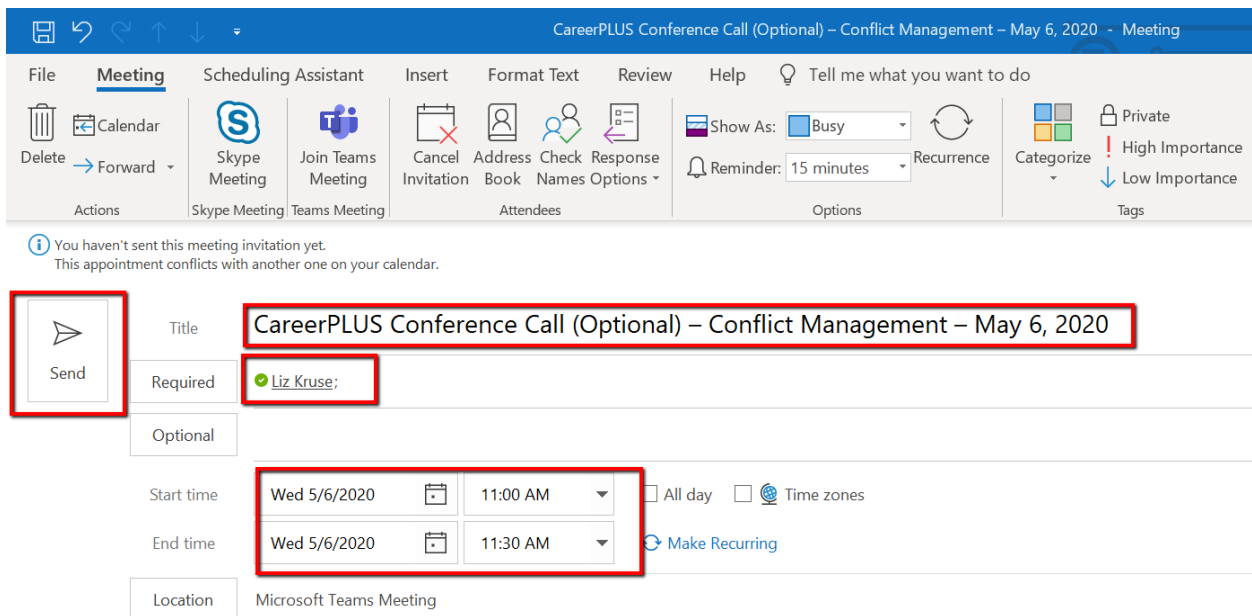 CareerPLUS Conference Call (Optional) – Conflict Management – May 6, 2020 - Meeting
File Meeting Scheduling Assistant Insert Format Text Review Help Tell me what you want to do
Delete
Calendar
Forward
Actions
Skype
Meeting
Skype Meeting
Join Teams
Meeting
Teams Meeting
Cancel
Invitation
Address
Book
Check
Names
Response
Options
Attendees
Show As: Busy
Reminder: 15 minutes
Recurrence
Options
Categorize
Private
High Importance
Low Importance
Tags
You haven't sent this meeting invitation yet.
This appointment conflicts with another one on your calendar.
Send
Title CareerPLUS Conference Call (Optional) – Conflict Management – May 6, 2020
Required Liz Kruse;
Optional
Start time Wed 5/6/2020 11:00 AM All day Time zones
End time Wed 5/6/2020 11:30 AM Make Recurring
Location Microsoft Teams Meeting